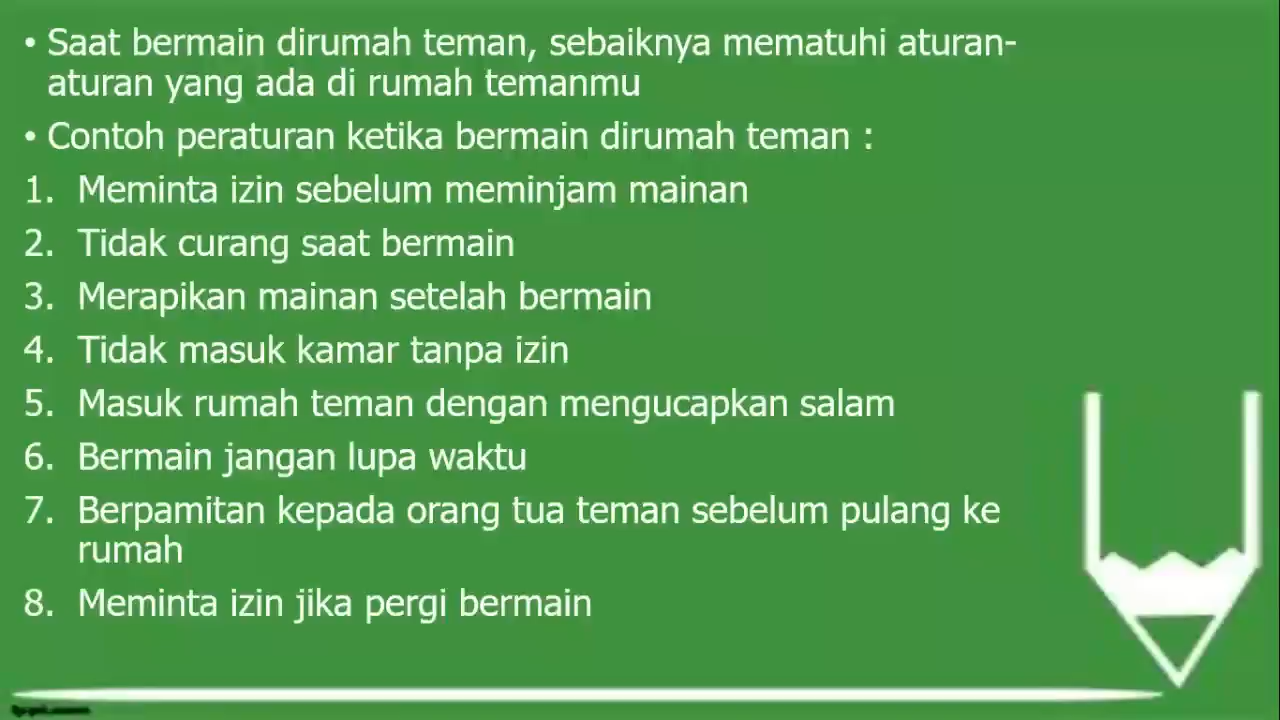 • Saat bermain dirumah teman, sebaiknya mematuhi aturan-
aturan yang ada di rumah temanmu
• Contoh peraturan ketika bermain dirumah teman :
1. Meminta izin sebelum meminjam mainan
2. Tidak curang saat bermain
3. Merapikan mainan setelah bermain
4. Tidak masuk kamar tanpa izin
5. Masuk rumah teman dengan mengucapkan salam
6. Bermain jangan lupa waktu
7. Berpamitan kepada orang tua teman sebelum pulang ke
rumah
8. Meminta izin jika pergi bermain